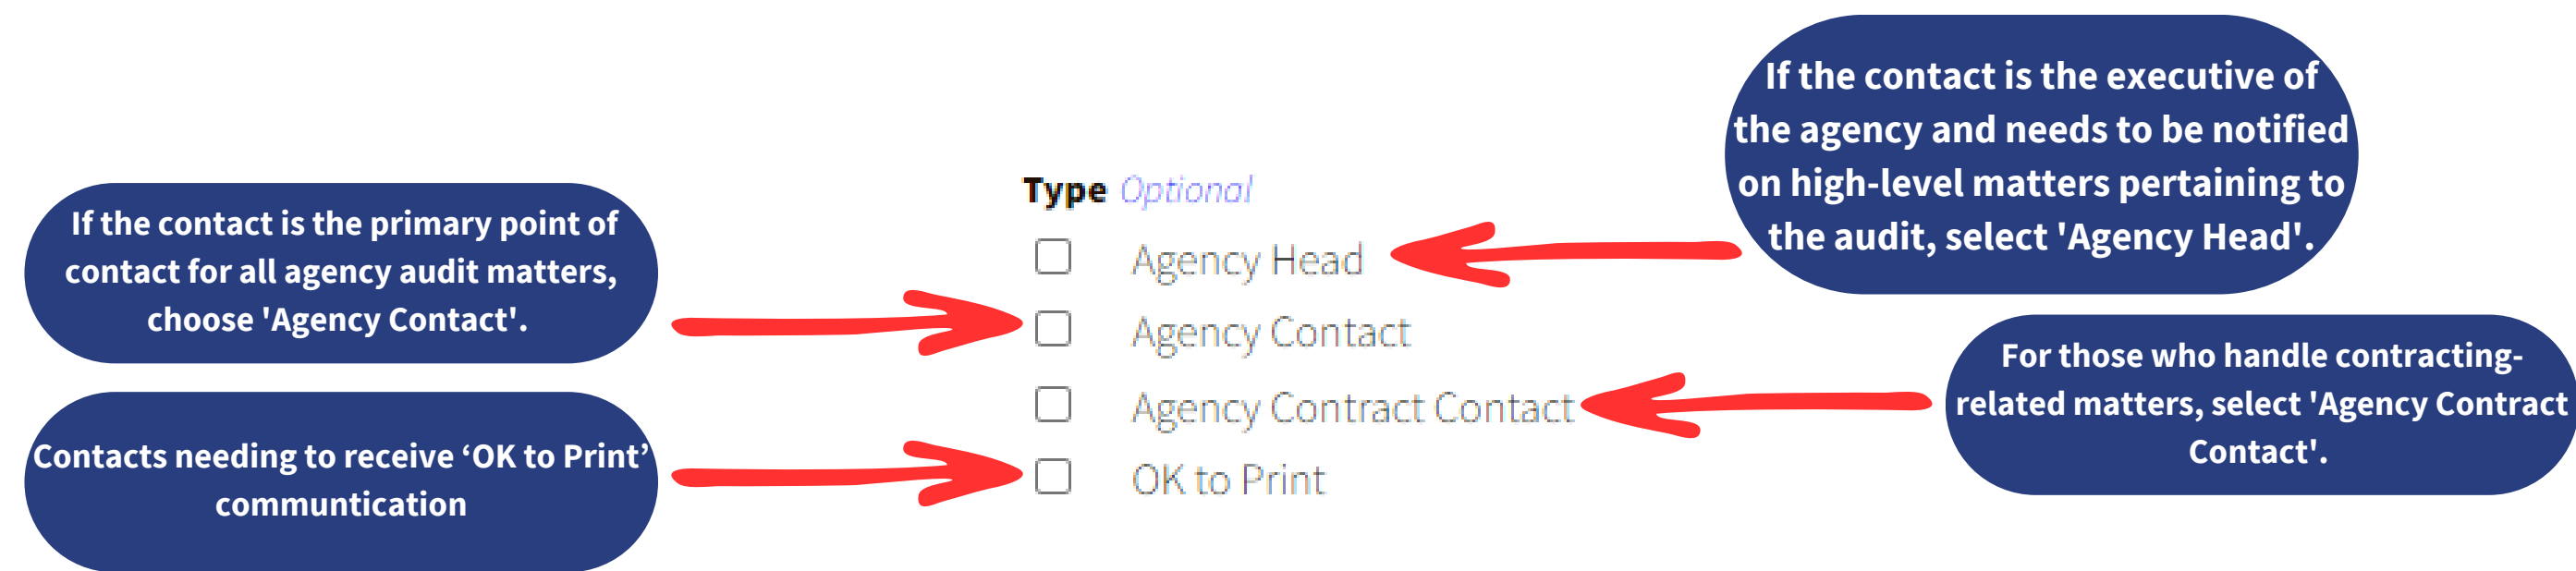 If the contact is the executive of
the agency and needs to be notified
on high-level matters pertaining to
the audit, select 'Agency Head'.
If the contact is the primary point of
contact for all agency audit matters,
choose 'Agency Contact'.
Type Optional
Agency Head
Agency Contact
Agency Contract Contact
OK to Print
For those who handle contracting-
related matters, select 'Agency Contract
Contact'.
Contacts needing to receive ‘OK to Print’
communtication